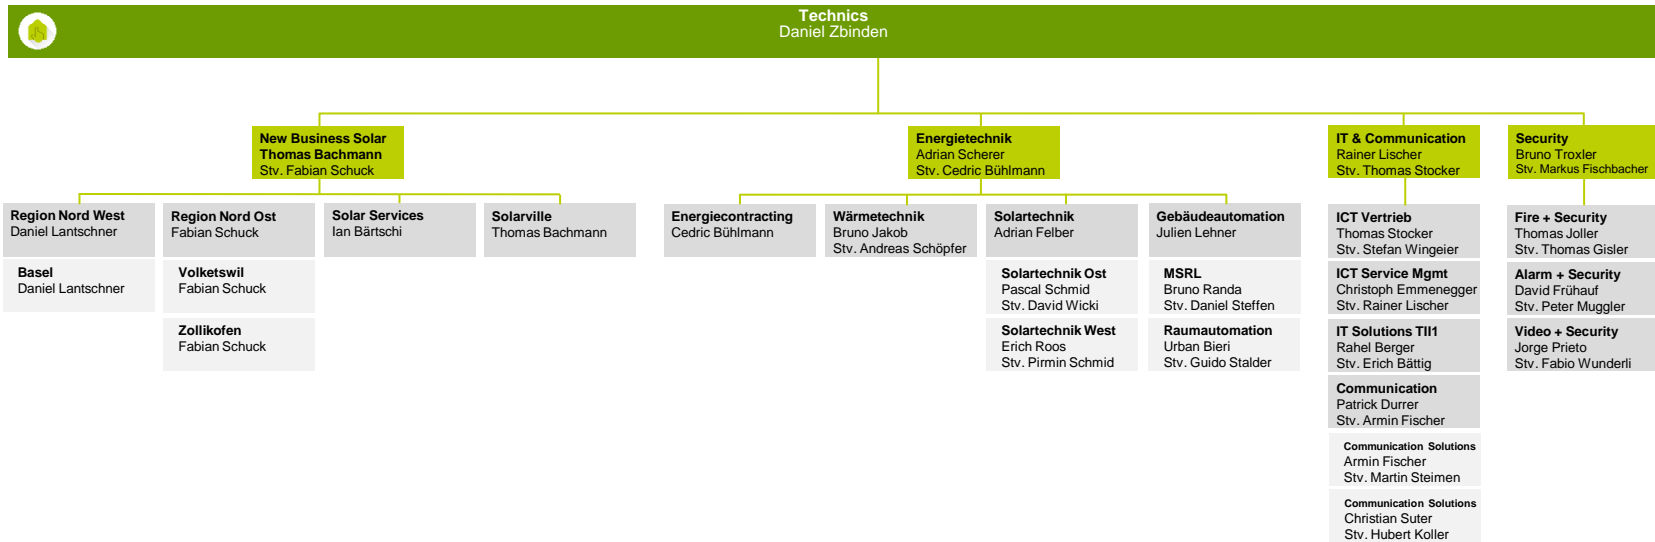 Technics
Daniel Zbinden
New Business Solar
Thomas Bachmann
Stv. Fabian Schuck
Energietechnik
Adrian Scherer
Stv. Cedric Bühlmann
IT & Communication
Rainer Lischer
Stv. Thomas Stocker
Security
Bruno Troxler
Stv. Markus Fischbacher
Region Nord West
Daniel Lantschner
Basel
Daniel Lantschner
Region Nord Ost
Fabian Schuck
Volketswil
Fabian Schuck
Zollikofen
Fabian Schuck
Solar Services
Ian Bärtschi
Solarville
Thomas Bachmann
Energiecontracting
Cedric Bühlmann
Wärmetechnik
Bruno Jakob
Stv. Andreas Schöpfer
Solartechnik
Adrian Felber
Solartechnik Ost
Pascal Schmid
Stv. David Wicki
Solartechnik West
Erich Roos
Stv. Pirmin Schmid
Gebäudeautomation
Julien Lehner
MSRL
Bruno Randa
Stv. Daniel Steffen
Raumautomation
Urban Bieri
Stv. Guido Stalder
ICT Vertrieb
Thomas Stocker
Stv. Stefan Wingeier
ICT Service Mgmt
Christoph Emmenegger
Stv. Rainer Lischer
IT Solutions TII1
Rahel Berger
Stv. Erich Bättig
Communication
Patrick Durrer
Stv. Armin Fischer
Communication Solutions
Armin Fischer
Stv. Martin Steimen
Communication Solutions
Christian Suter
Stv. Hubert Koller
Fire + Security
Thomas Joller
Stv. Thomas Gisler
Alarm + Security
David Frühauf
Stv. Peter Muggler
Video + Security
Jorge Prieto
Stv. Fabio Wunderli